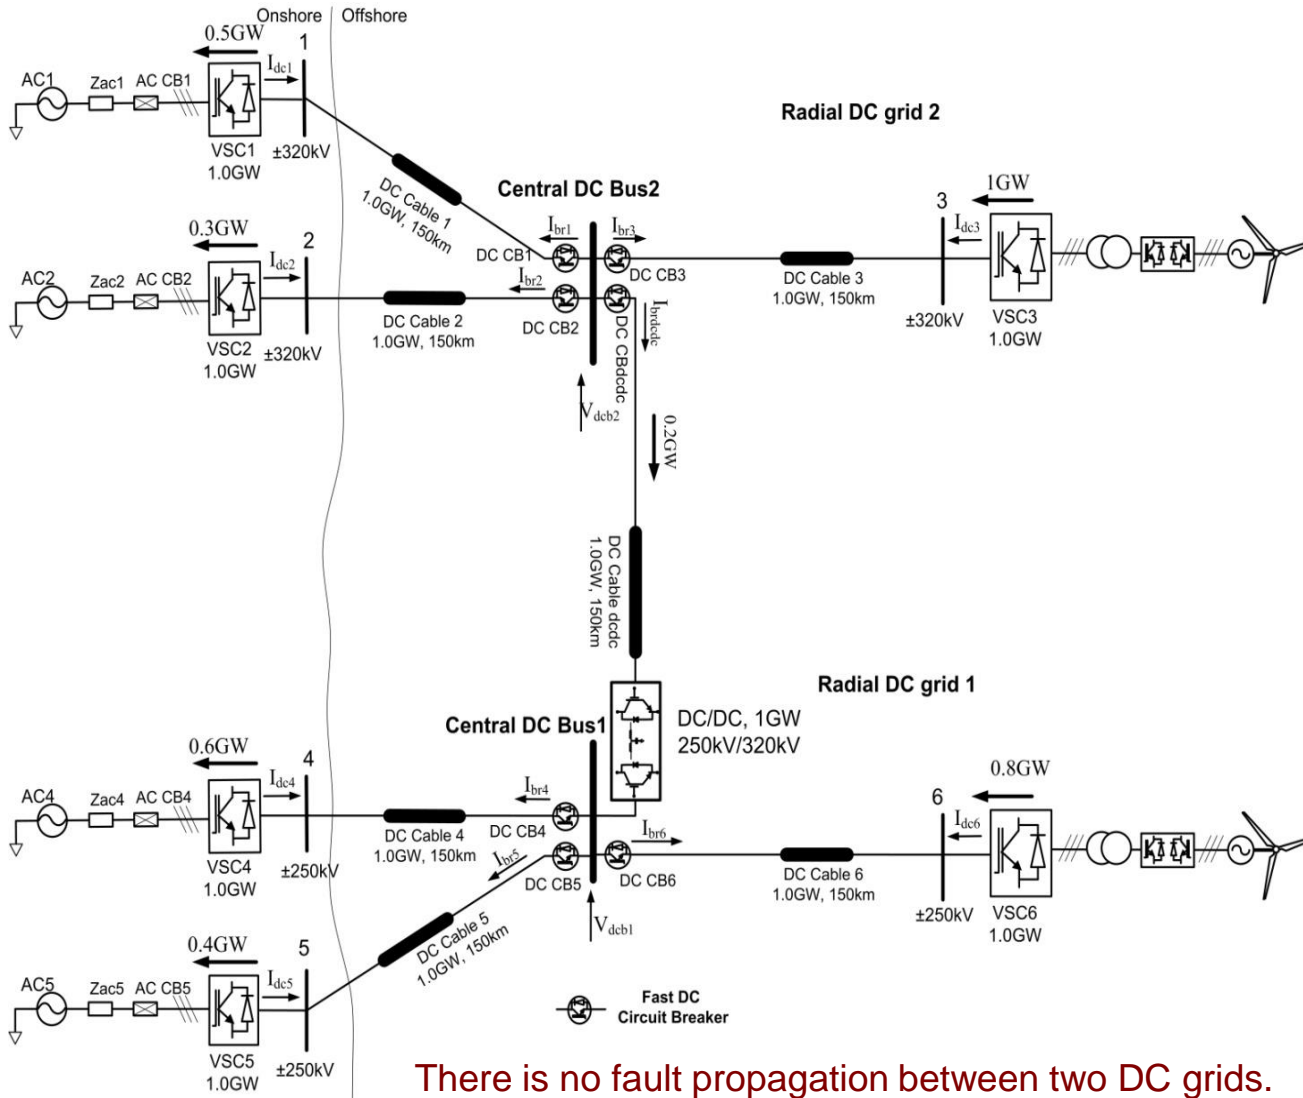 Onshore
Offshore
0.5GW
1
Idc1
AC1
Zac1
AC CB1
VSC1
1.0GW
±320kV
DC Cable 1
1.0GW, 150km
Radial DC grid 2
Central DC Bus2
0.3GW
2
Idc2
AC2
Zac2
AC CB2
VSC2
1.0GW
±320kV
DC Cable 2
1.0GW, 150km
Ibr1
Ibr3
DC CB1
DC CB3
Ibr2
DC CB2
DC CBdcdc
Ibrdcdc
Vdcb2
0.2GW
DC Cable 3
1.0GW, 150km
1GW
3
Idc3
±320kV
VSC3
1.0GW
DC Cable dcdc
1.0GW, 150km
Radial DC grid 1
DC/DC, 1GW
250kV/320kV
Central DC Bus1
0.6GW
4
Idc4
AC4
Zac4
AC CB4
VSC4
1.0GW
±250kV
DC Cable 4
1.0GW, 150km
Ibr4
DC CB4
Ibr5
DC CB5
Ibr6
DC CB6
Vdcb1
DC Cable 6
1.0GW, 150km
0.8GW
6
Idc6
±250kV
VSC6
1.0GW
DC Cable 5
1.0GW, 150km
0.4GW
5
Idc5
AC5
Zac5
AC CB5
VSC5
1.0GW
±250kV
Fast DC
Circuit Breaker
There is no fault propagation between two DC grids.